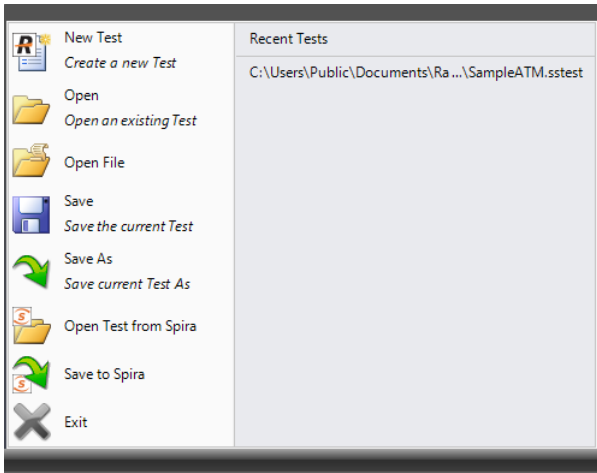 New Test
Create a new Test
Open
Open an existing Test
Open File
Save
Save the current Test
Save As
Save current Test As
Open Test from Spira
Save to Spira
Exit
Recent Tests
C:\Users\Public\Documents\Ra...\SampleATM.sstest